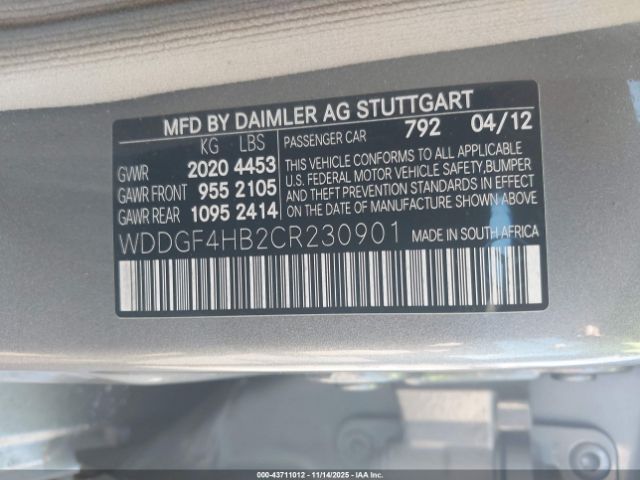 MFD BY DAIMLER AG STUTTGART
KG LBS PASSENGER CAR 792 04/12
GVWR 2020 4453
GAWR FRONT 955 2105
GAWR REAR 1095 2414
THIS VEHICLE CONFORMS TO ALL APPLICABLE
U.S. FEDERAL MOTOR VEHICLE SAFETY,BUMPER
AND THEFT PREVENTION STANDARDS IN EFFECT
ON THE DATE OF MANUFACTURE SHOWN ABOVE
WDDGF4HB2CR230901 MADE IN SOUTH AFRICA
000-43711012 - 11/14/2025 - IAAI, Inc.